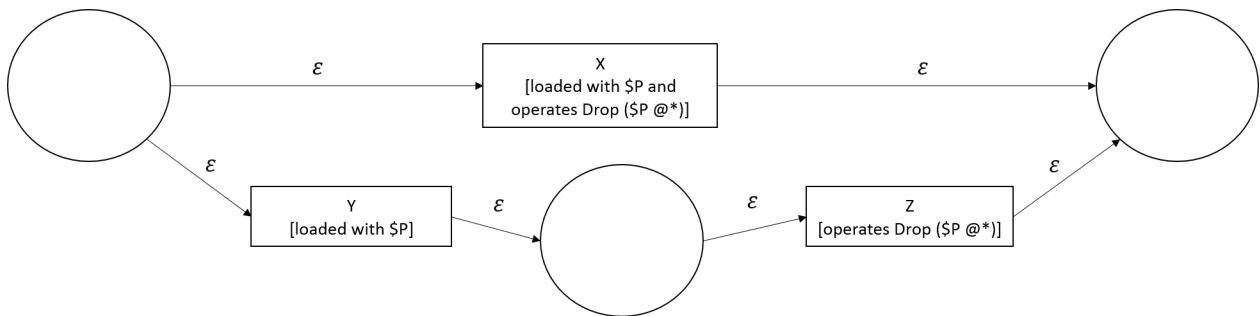 ε
X
ε
[loaded with $P and
operates Drop ($P @*)]
ε
Y
[loaded with $P]
ε
ε
Z
[operates Drop ($P @*)]
ε